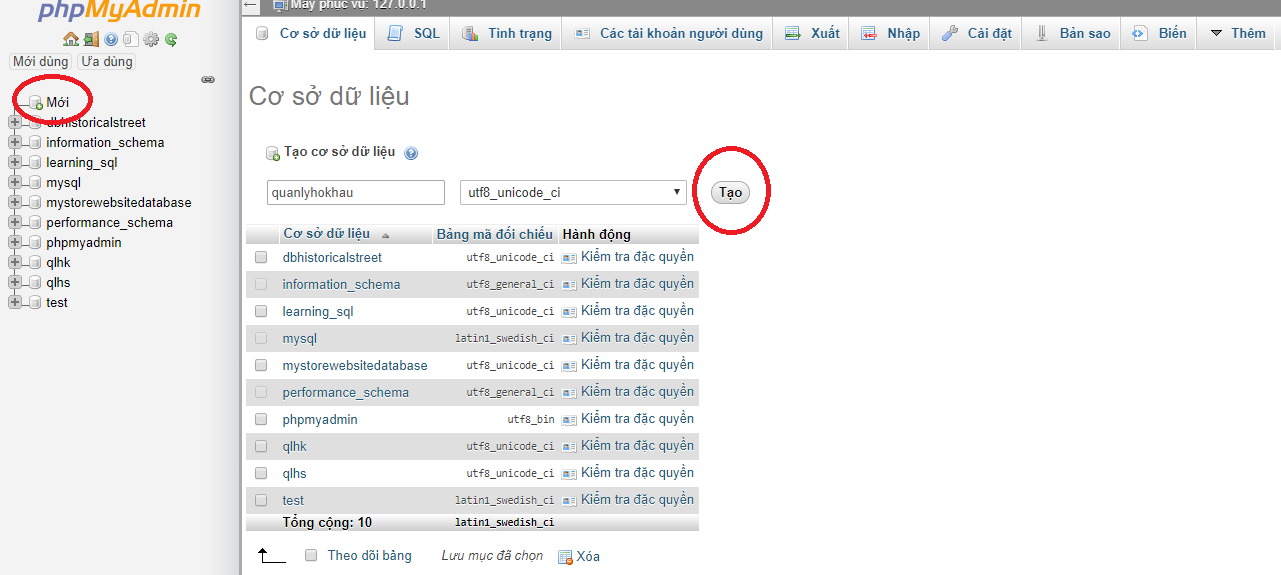 phpMyAdmin
Mới dùng Ưa dùng
Mới
dbhistoricalstreet
information_schema
learning_sql
mysql
mystorewebsitedatabase
performance_schema
phpmyadmin
qlhk
qlhs
test
Máy phục vụ: 127.0.0.1
Cơ sở dữ liệu SQL Tình trạng Các tài khoản người dùng Xuất Nhập Cài đặt Bản sao Biến Thêm
Cơ sở dữ liệu
Tạo cơ sở dữ liệu
quanlyhokhau utf8_unicode_ci Tạo
Cơ sở dữ liệu Bảng mã đối chiếu Hành động
dbhistoricalstreet utf8_unicode_ci Kiểm tra đặc quyền
information_schema utf8_general_ci Kiểm tra đặc quyền
learning_sql utf8_unicode_ci Kiểm tra đặc quyền
mysql latin1_swedish_ci Kiểm tra đặc quyền
mystorewebsitedatabase utf8_unicode_ci Kiểm tra đặc quyền
performance_schema utf8_general_ci Kiểm tra đặc quyền
phpmyadmin utf8_bin Kiểm tra đặc quyền
qlhk utf8_unicode_ci Kiểm tra đặc quyền
qlhs utf8_unicode_ci Kiểm tra đặc quyền
test latin1_swedish_ci Kiểm tra đặc quyền
Tổng cộng: 10 latin1_swedish_ci
Theo dõi bảng Lưu mục đã chọn Xóa